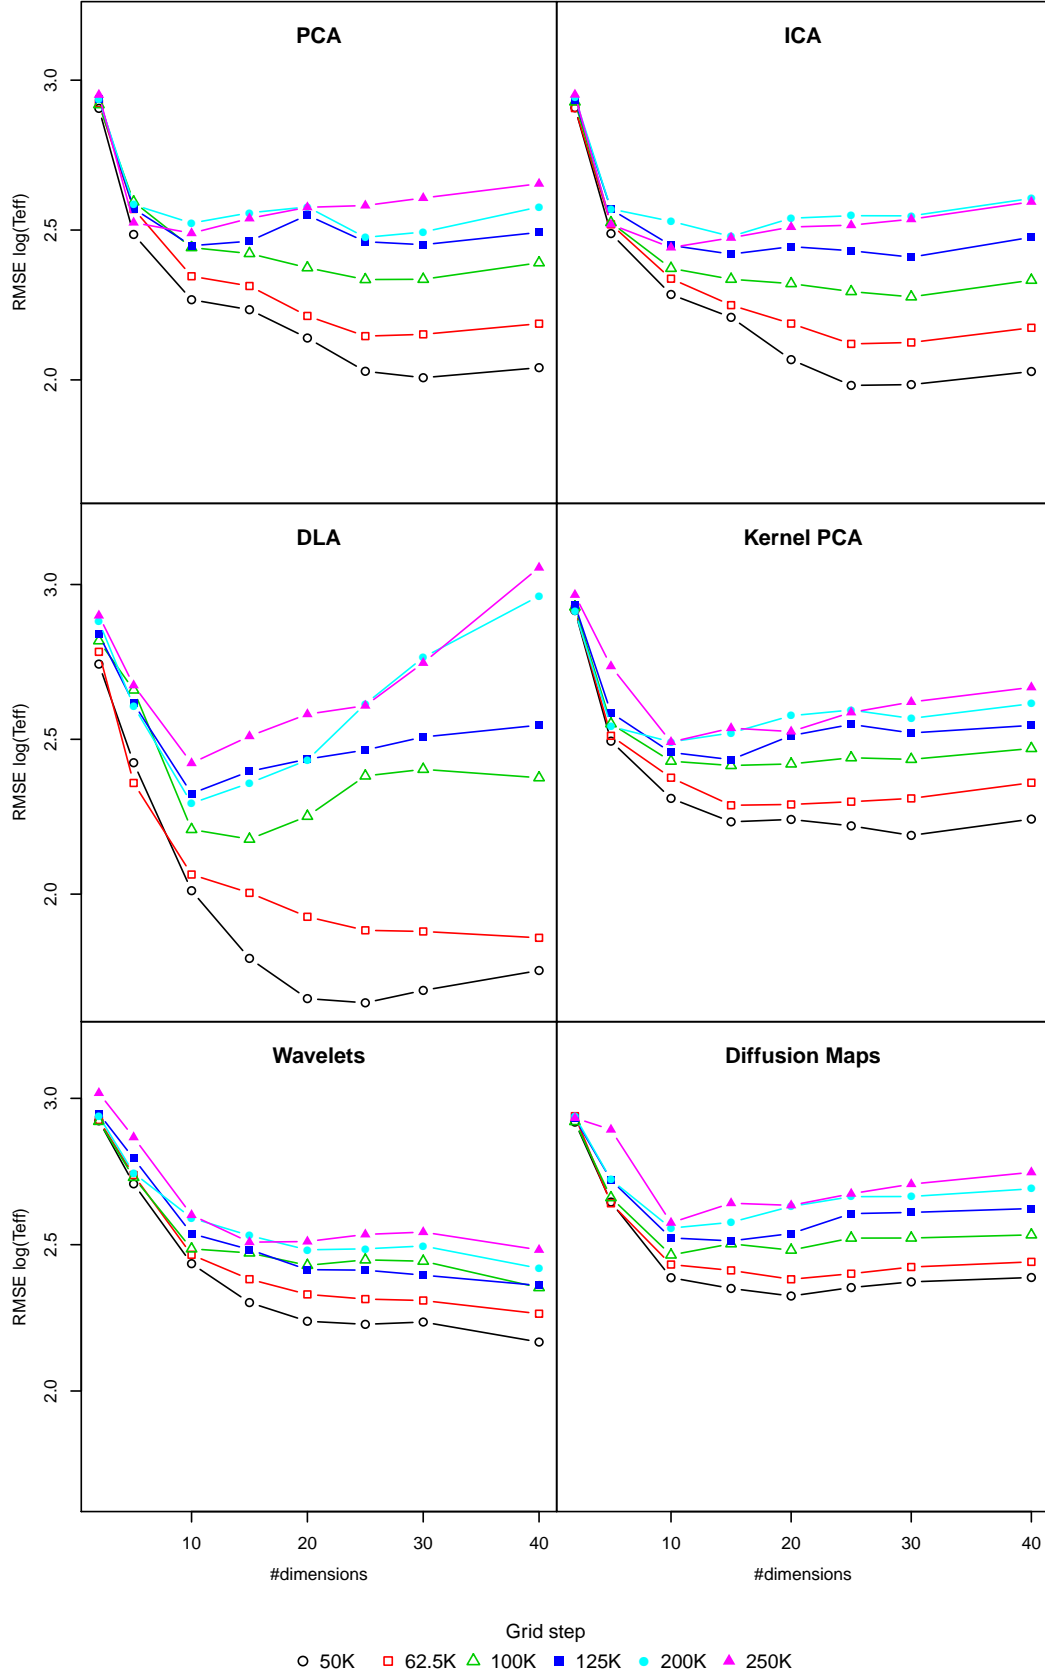 PCA
ICA
3.0
2.5
2.0
RMSE log(Teff)
DLA
Kernel PCA
3.0
2.5
2.0
RMSE log(Teff)
Wavelets
Diffusion Maps
3.0
2.5
2.0
RMSE log(Teff)
10 20 30 40
10 20 30 40
#dimensions
#dimensions
Grid step
50K 62.5K 100K 125K 200K 250K